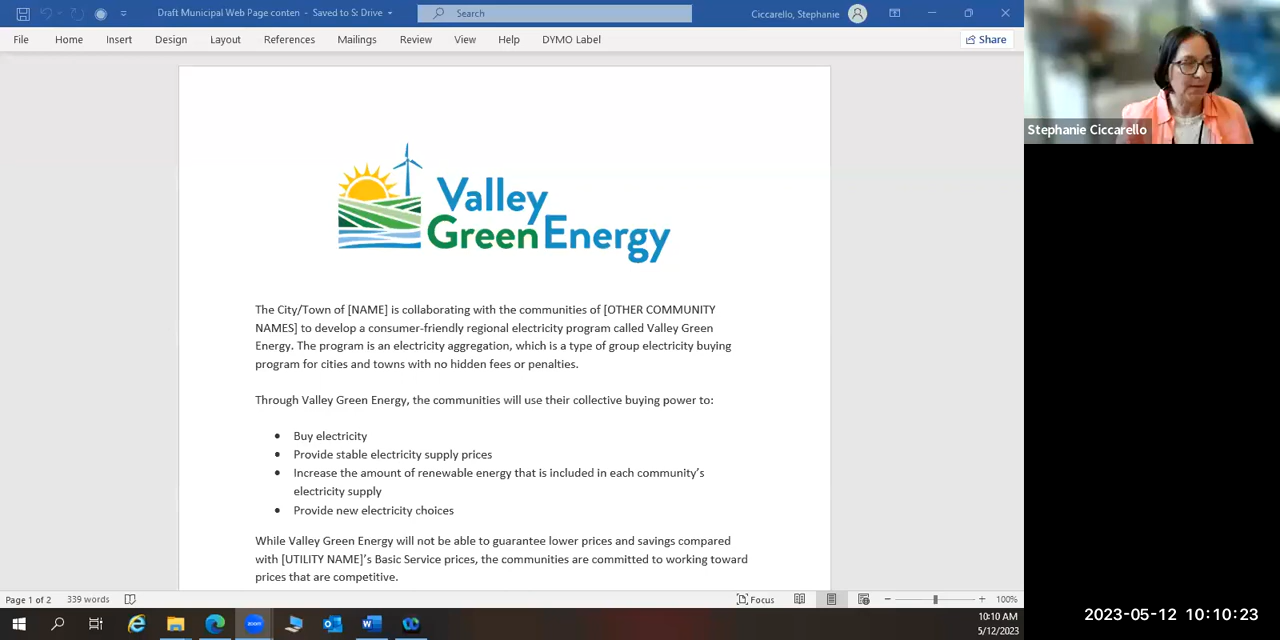 Draft Municipal Web Page conten - Saved to S: Drive
Search
Ciccarello, Stephanie
File Home Insert Design Layout References Mailings Review View Help DYMO Label
Share
Stephanie Ciccarello
Valley
GreenEnergy
The City/Town of [NAME] is collaborating with the communities of [OTHER COMMUNITY
NAMES] to develop a consumer-friendly regional electricity program called Valley Green
Energy. The program is an electricity aggregation, which is a type of group electricity buying
program for cities and towns with no hidden fees or penalties.
Through Valley Green Energy, the communities will use their collective buying power to:
• Buy electricity
• Provide stable electricity supply prices
• Increase the amount of renewable energy that is included in each community’s
electricity supply
• Provide new electricity choices
While Valley Green Energy will not be able to guarantee lower prices and savings compared
with [UTILITY NAME]’s Basic Service prices, the communities are committed to working toward
prices that are competitive.
Page 1 of 2 339 words
Focus
100%
zoom
10:10 AM
5/12/2023
2023-05-12 10:10:23